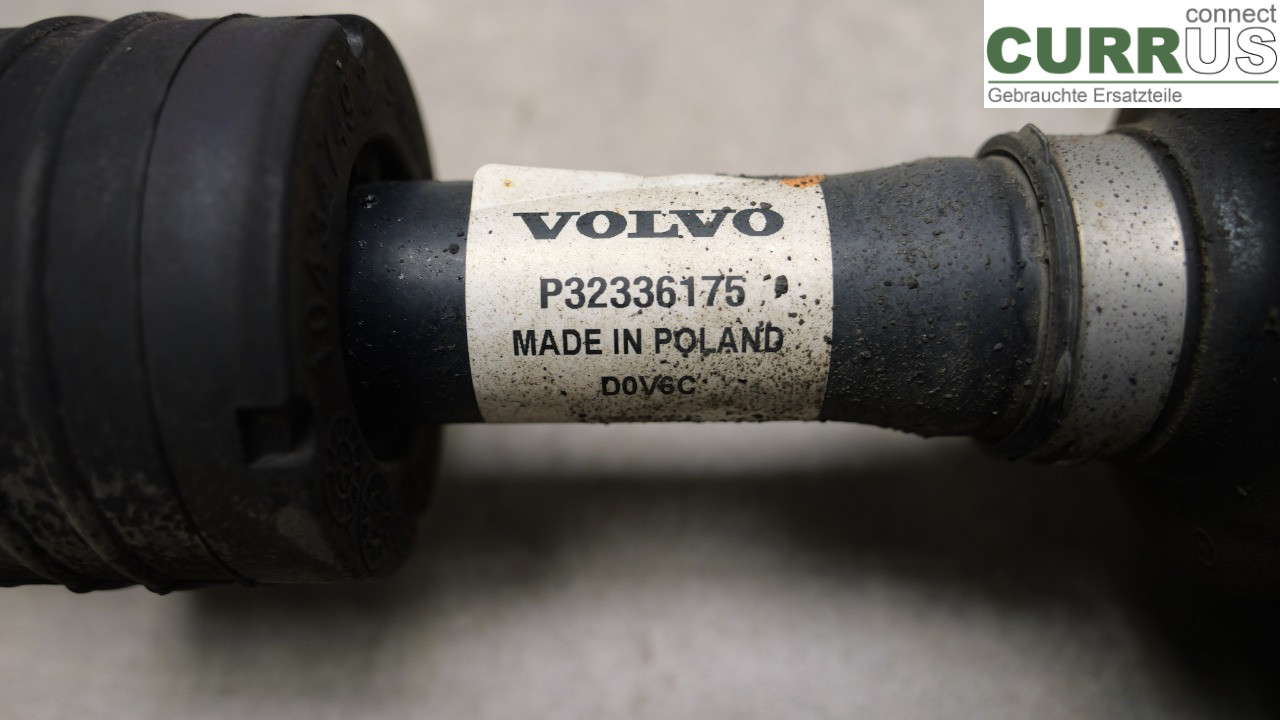 connect
CURRUS
Gebrauchte Ersatzteile
VOLVO
P32336175
MADE IN POLAND
D0V6C